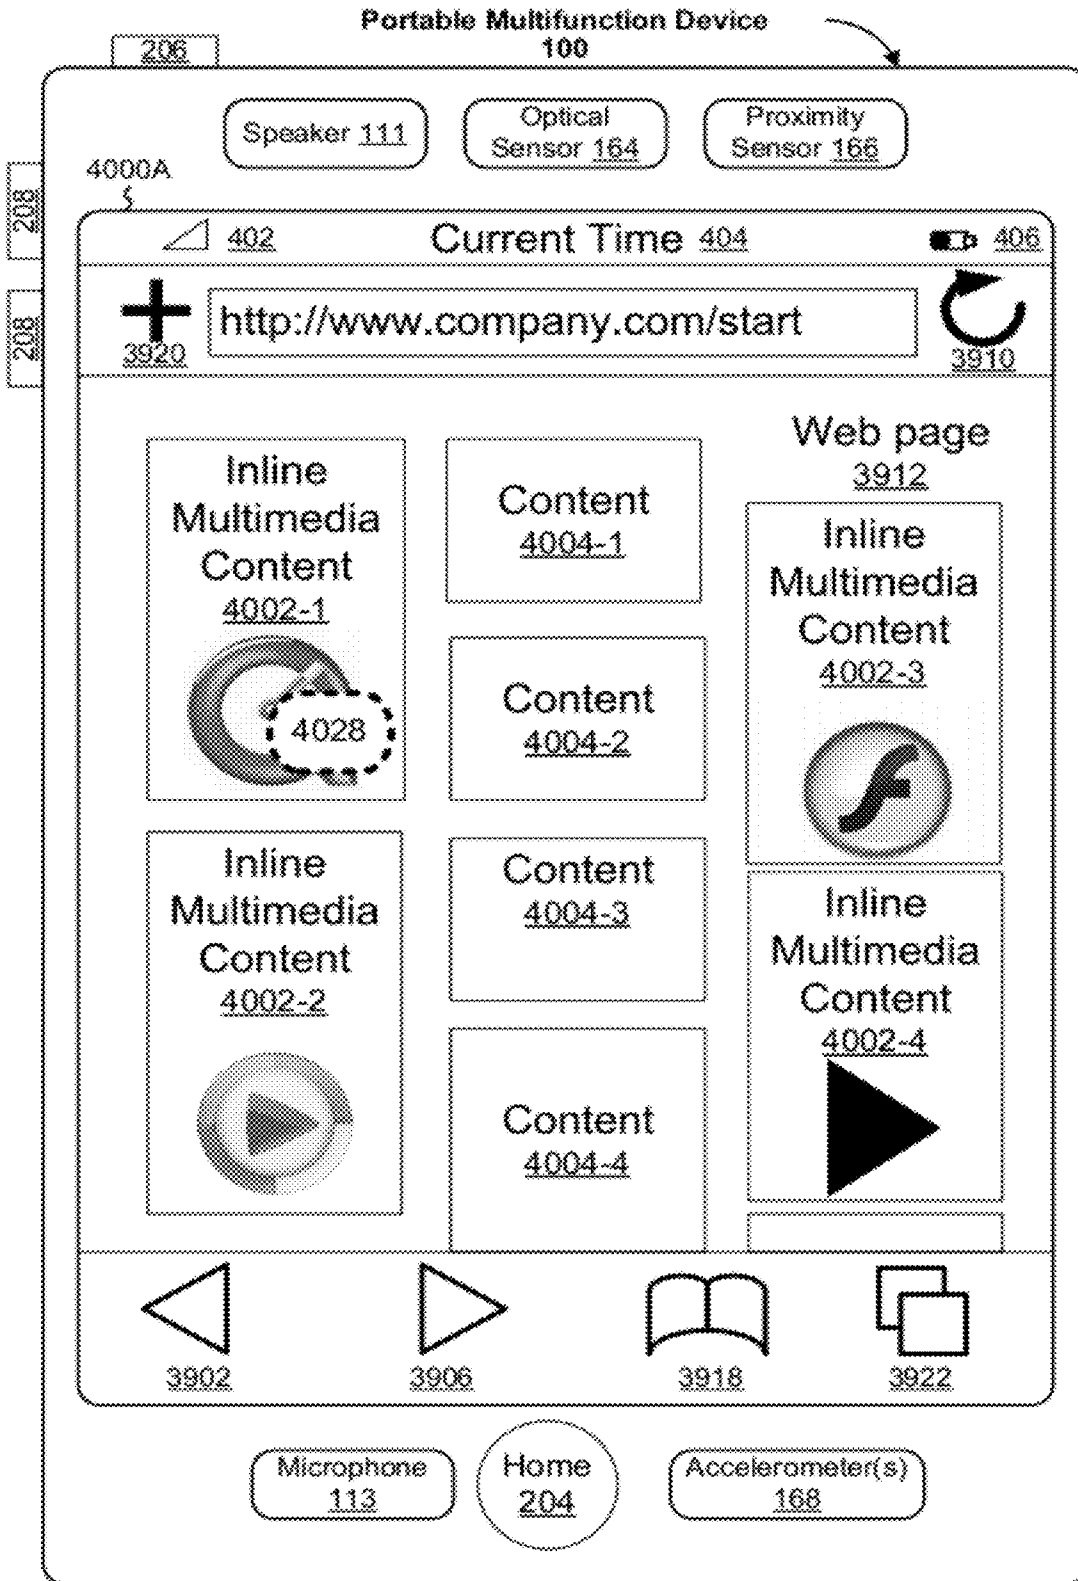 Portable Multifunction Device
100
206
Speaker 111
Optical
Sensor 164
Proximity
Sensor 166
4000A
208
208
402
Current Time 404
406
3920
http://www.company.com/start
3910
Web page
3912
Inline
Multimedia
Content
4002-1
4028
Content
4004-1
Inline
Multimedia
Content
4002-3
Content
4004-2
Inline
Multimedia
Content
4002-2
Content
4004-3
Inline
Multimedia
Content
4002-4
Content
4004-4
3902
3906
3918
3922
Microphone
113
Home
204
Accelerometer(s)
168